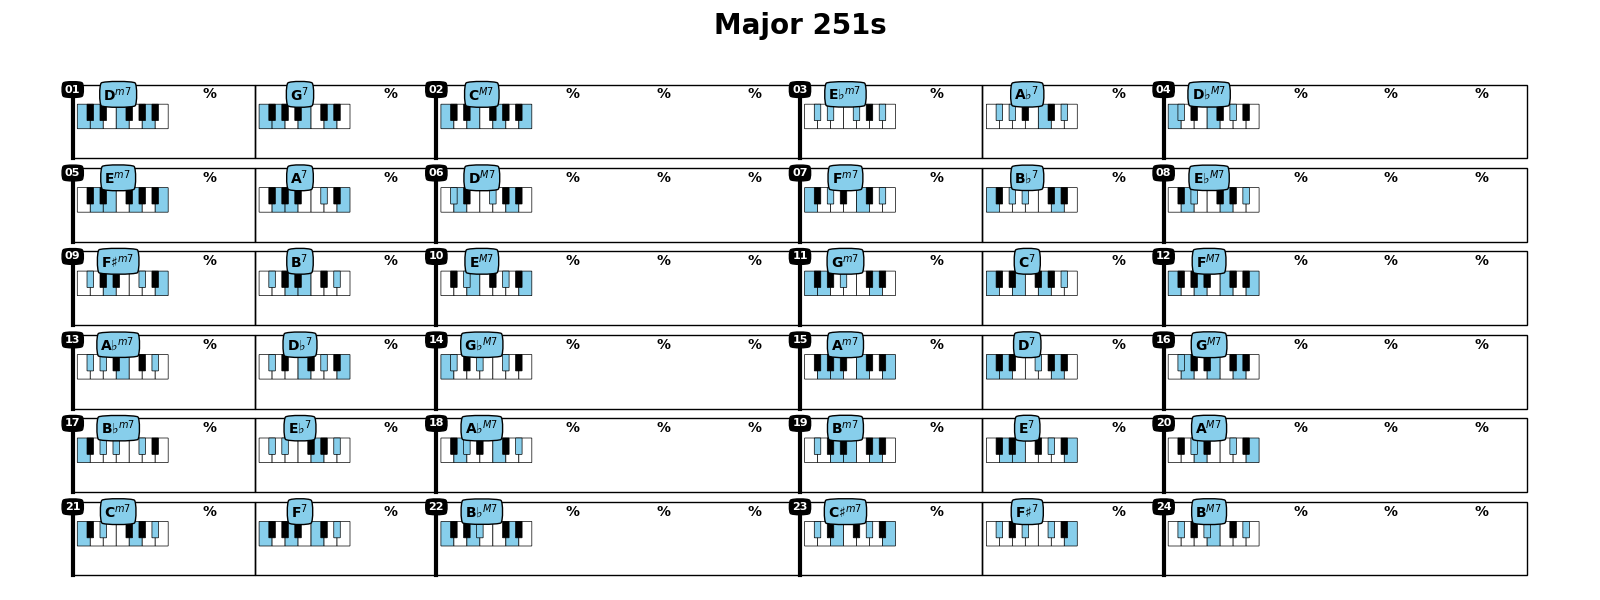 Major 251s
01 Dm7 % G7 % 02 CM7 % % % 03 E♭m7 % A♭7 % 04 D♭M7 % % %
05 Em7 % A7 % 06 DM7 % % % 07 Fm7 % B♭7 % 08 E♭M7 % % %
09 F♯m7 % B7 % 10 EM7 % % % 11 Gm7 % C7 % 12 FM7 % % %
13 A♭m7 % D♭7 % 14 G♭M7 % % % 15 Am7 % D7 % 16 GM7 % % %
17 B♭m7 % E♭7 % 18 A♭M7 % % % 19 Bm7 % E7 % 20 AM7 % % %
21 Cm7 % F7 % 22 B♭M7 % % % 23 C♯m7 % F♯7 % 24 BM7 % % %